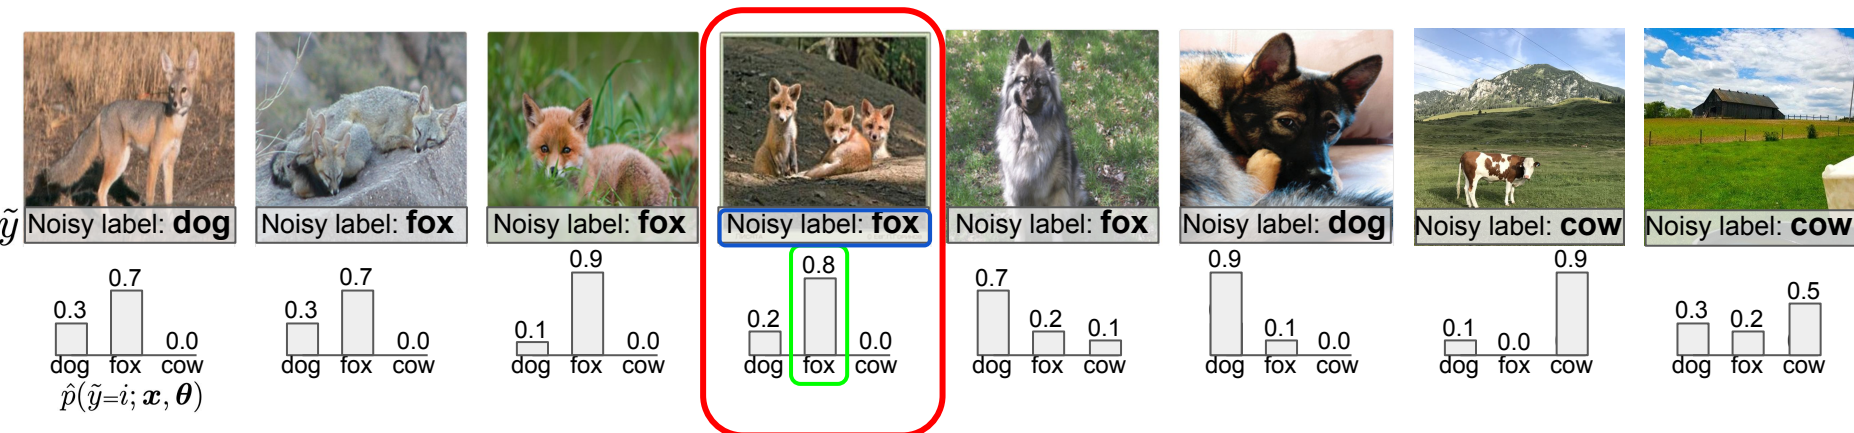 ỹ Noisy label: dog Noisy label: fox Noisy label: fox Noisy label: fox Noisy label: fox Noisy label: dog Noisy label: cow Noisy label: cow
0.3 0.7 0.0 0.3 0.7 0.0 0.1 0.9 0.0 0.2 0.8 0.0 0.7 0.2 0.1 0.9 0.1 0.0 0.1 0.0 0.9 0.3 0.2 0.5
dog fox cow dog fox cow dog fox cow dog fox cow dog fox cow dog fox cow dog fox cow dog fox cow
p̂(ỹ=i; x, θ)